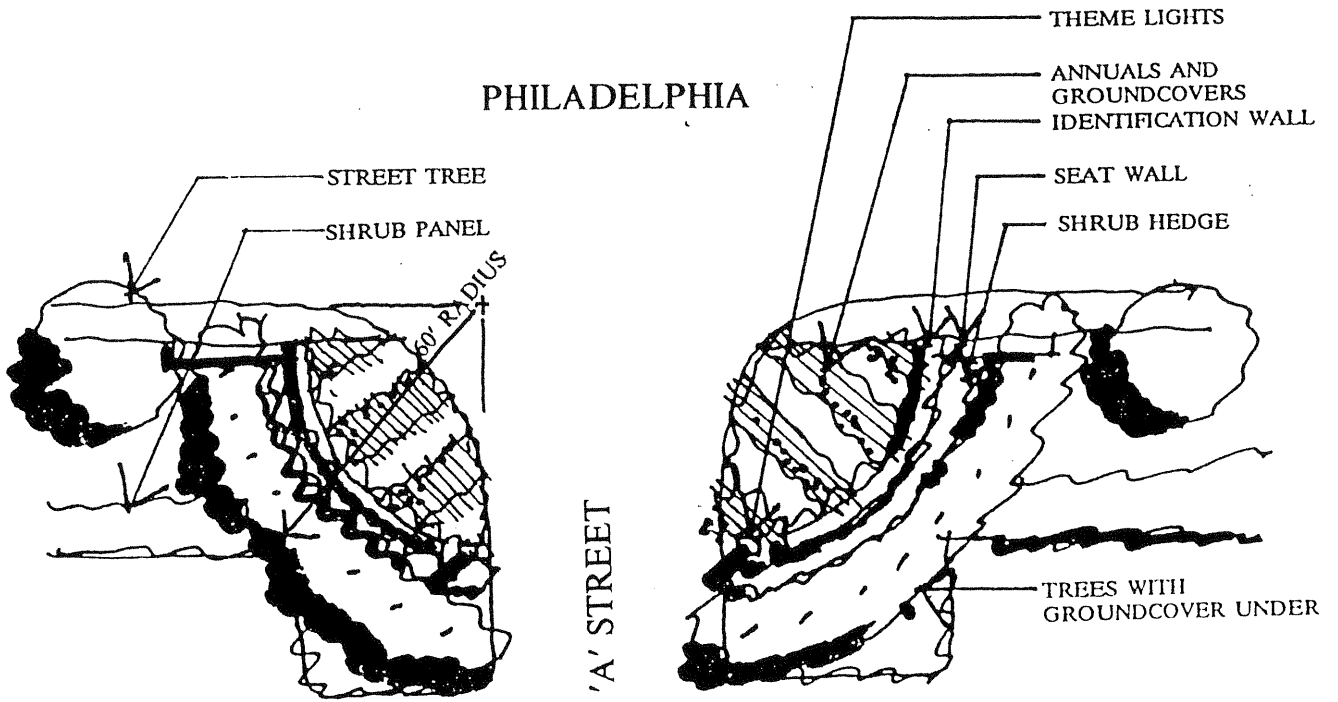 THEME LIGHTS
PHILADELPHIA
ANNUALS AND
GROUNDCOVERS
IDENTIFICATION WALL
STREET TREE
SEAT WALL
SHRUB PANEL
SHRUB HEDGE
60' RADIUS
'A' STREET
TREES WITH
GROUNDCOVER UNDER